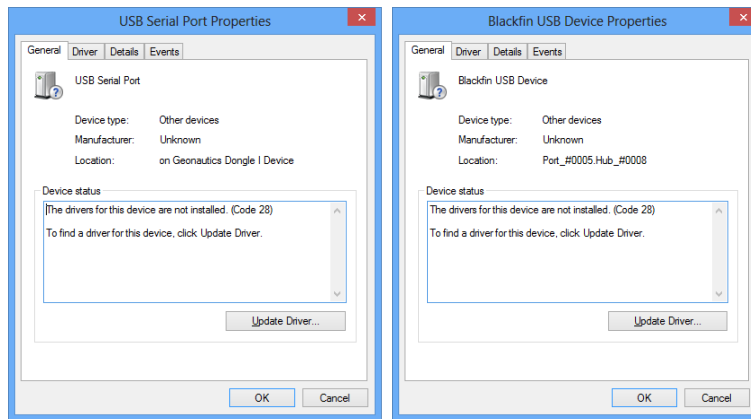 USB Serial Port Properties
General Driver Details Events
USB Serial Port
Device type: Other devices
Manufacturer: Unknown
Location: on Geonautics Dongle I Device
Device status
The drivers for this device are not installed. (Code 28)
To find a driver for this device, click Update Driver.
Update Driver...
OK Cancel
Blackfin USB Device Properties
General Driver Details Events
Blackfin USB Device
Device type: Other devices
Manufacturer: Unknown
Location: Port_#0005.Hub_#0008
Device status
The drivers for this device are not installed. (Code 28)
To find a driver for this device, click Update Driver.
Update Driver...
OK Cancel